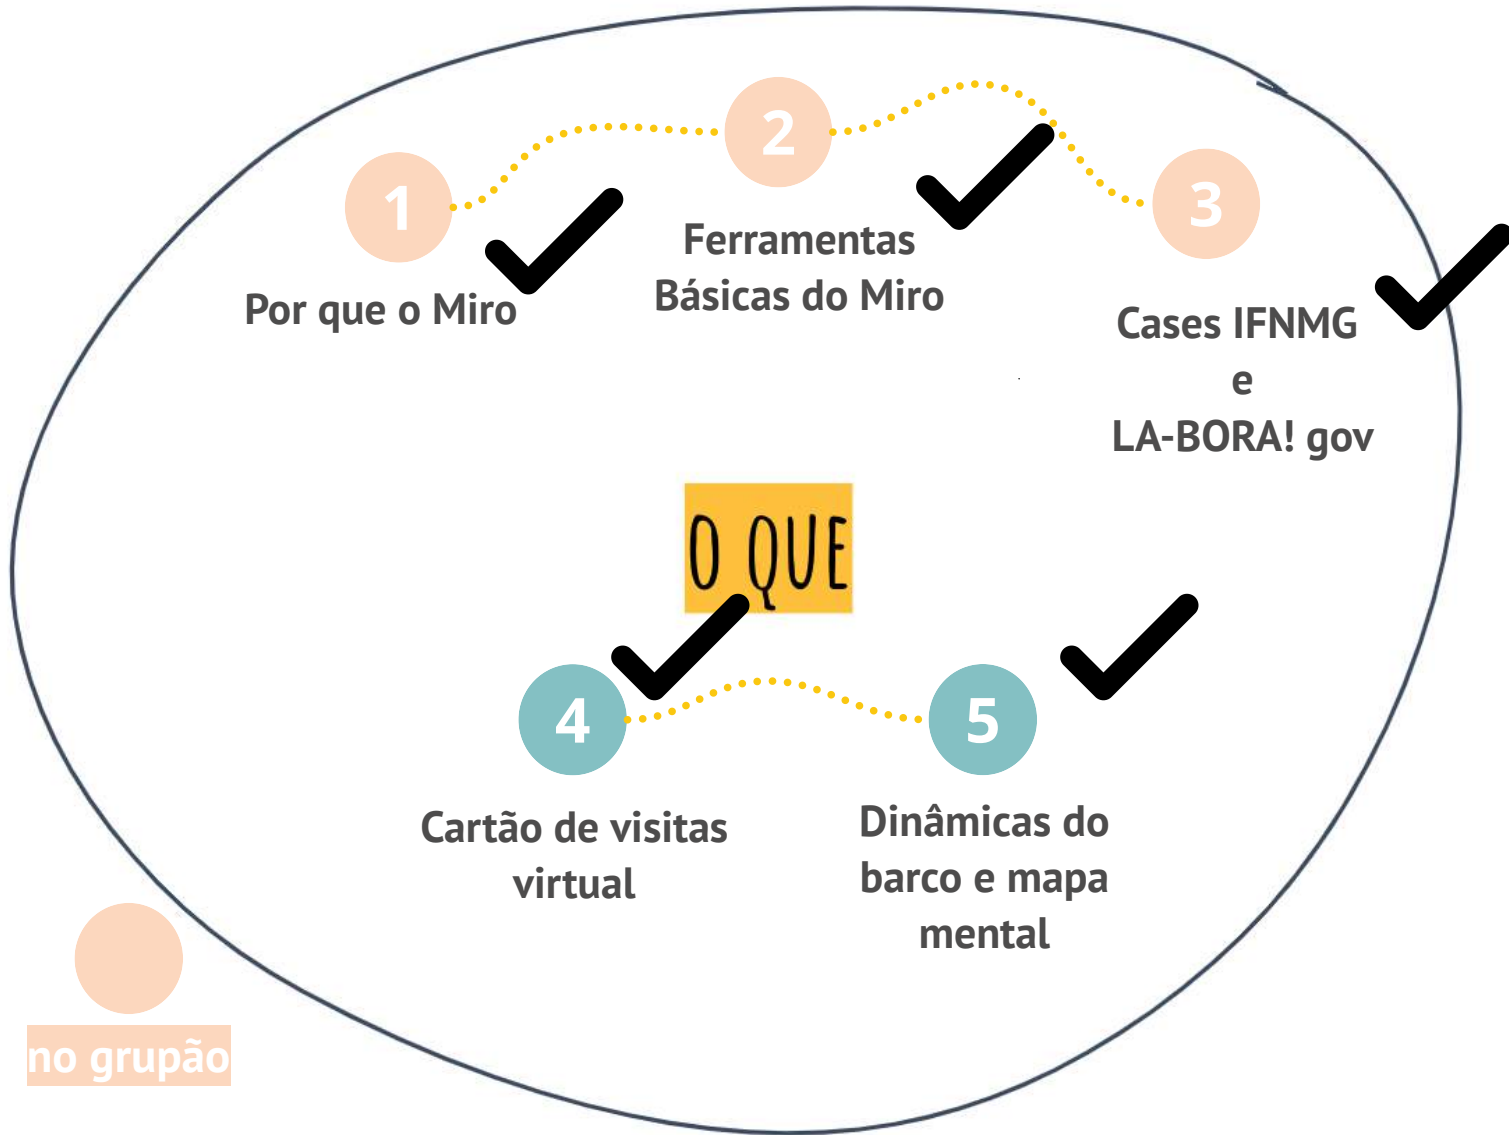 1
Por que o Miro
2
Ferramentas
Básicas do Miro
3
Cases IFNMG
e
LA-BORA! gov
O QUE
4
Cartão de visitas
virtual
5
Dinâmicas do
barco e mapa
mental
no grupão